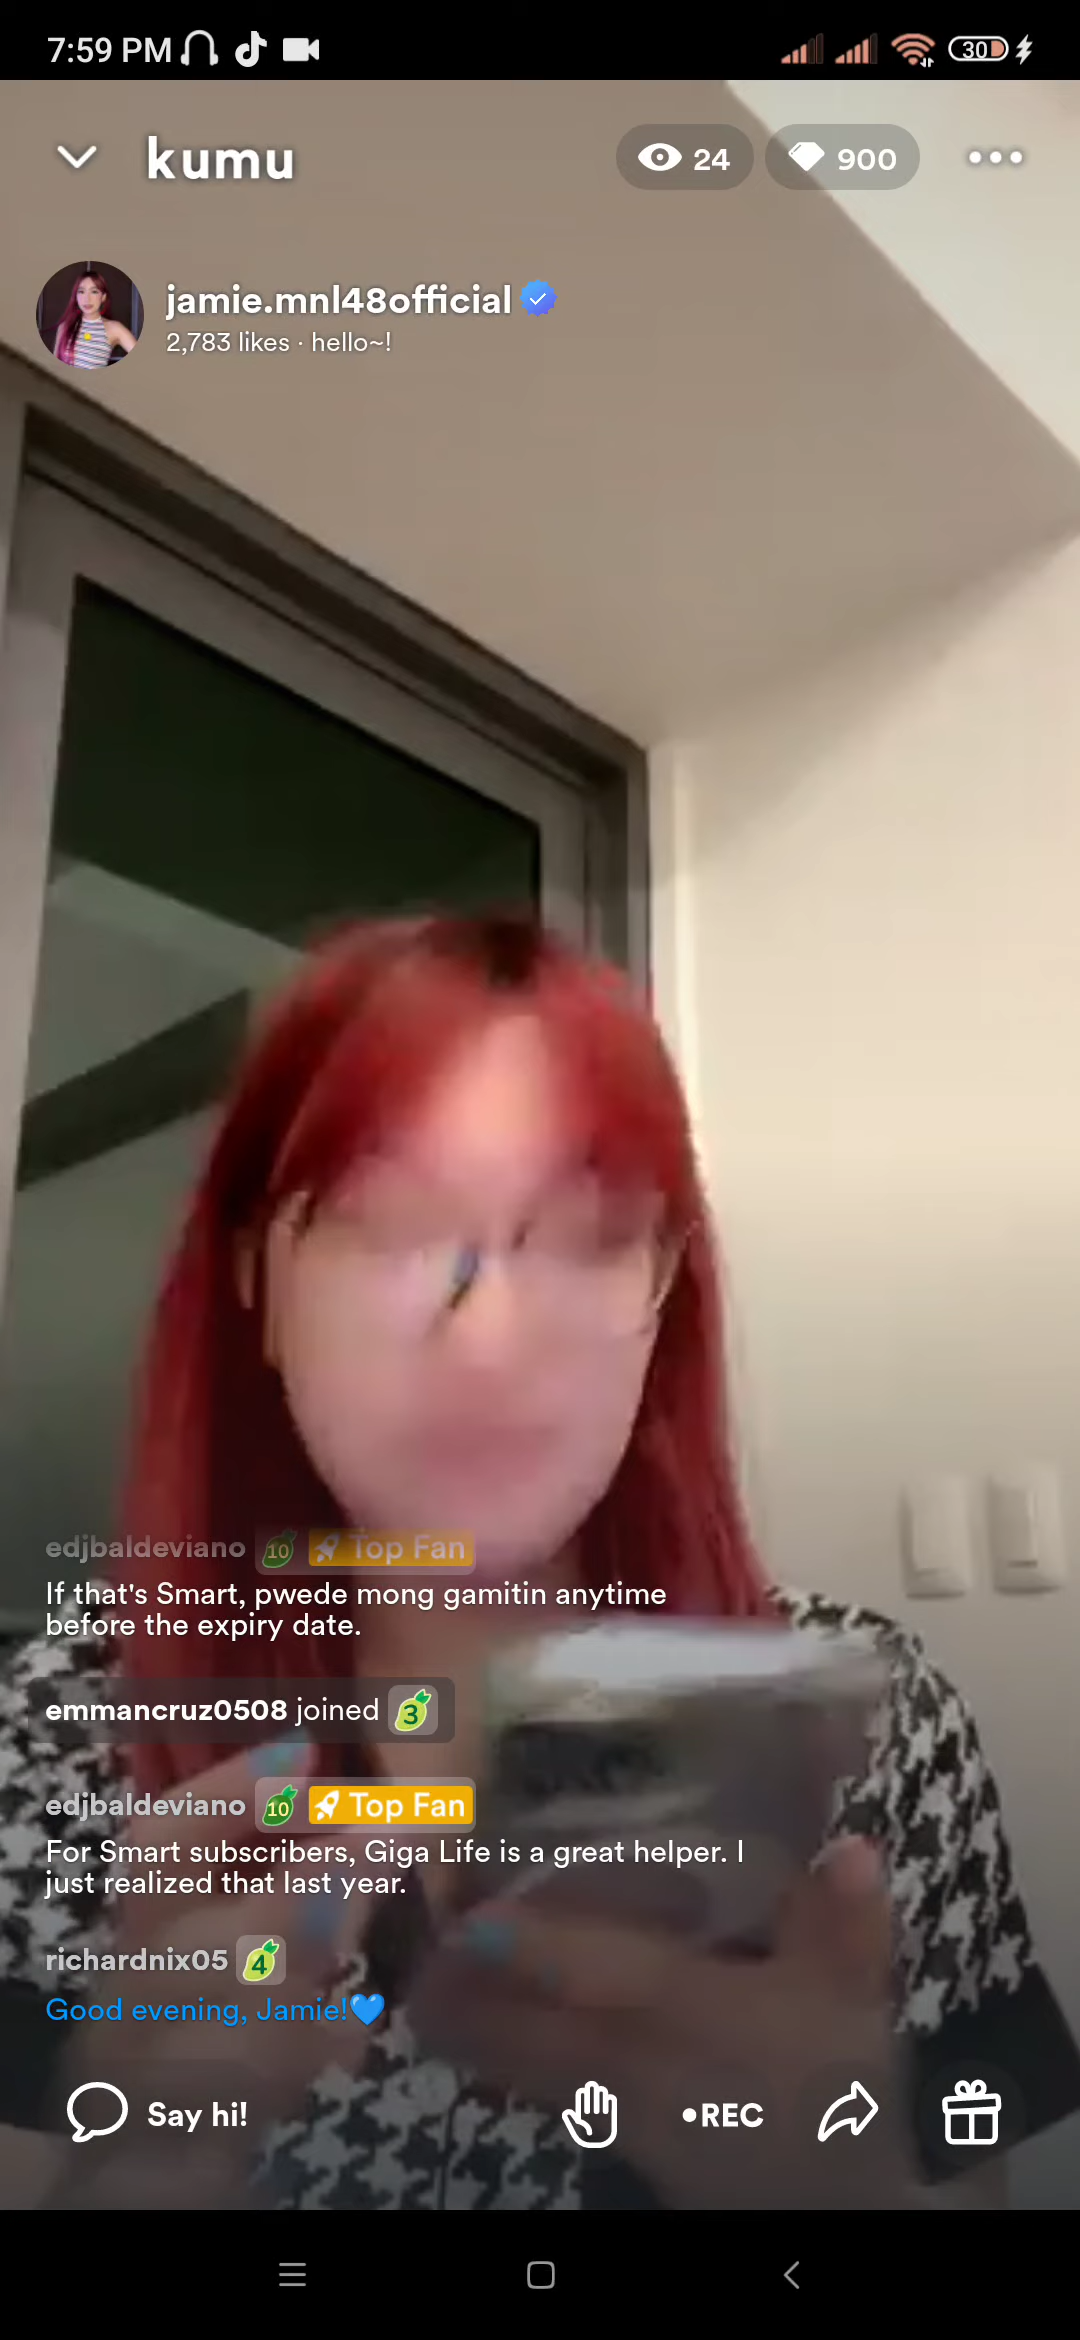 7:59 PM
30
kumu
24
900
jamie.mnl48official
2,783 likes · hello~!
edjbaldeviano 10 Top Fan
If that's Smart, pwede mong gamitin anytime
before the expiry date.
emmancruz0508 joined 3
edjbaldeviano 10 Top Fan
For Smart subscribers, Giga Life is a great helper. I
just realized that last year.
richardnix05 4
Good evening, Jamie!💙
Say hi!
•REC